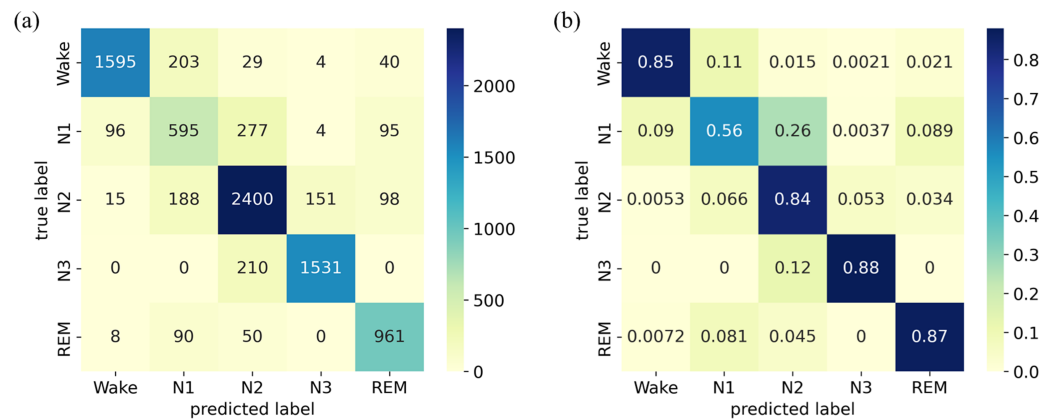 (a)
Wake 1595 203 29 4 40
N1 96 595 277 4 95
N2 15 188 2400 151 98
N3 0 0 210 1531 0
REM 8 90 50 0 961
Wake N1 N2 N3 REM
predicted label
true label
2000
1500
1000
500
0
(b)
Wake 0.85 0.11 0.015 0.0021 0.021
N1 0.09 0.56 0.26 0.0037 0.089
N2 0.0053 0.066 0.84 0.053 0.034
N3 0 0 0.12 0.88 0
REM 0.0072 0.081 0.045 0 0.87
Wake N1 N2 N3 REM
predicted label
true label
0.8
0.7
0.6
0.5
0.4
0.3
0.2
0.1
0.0